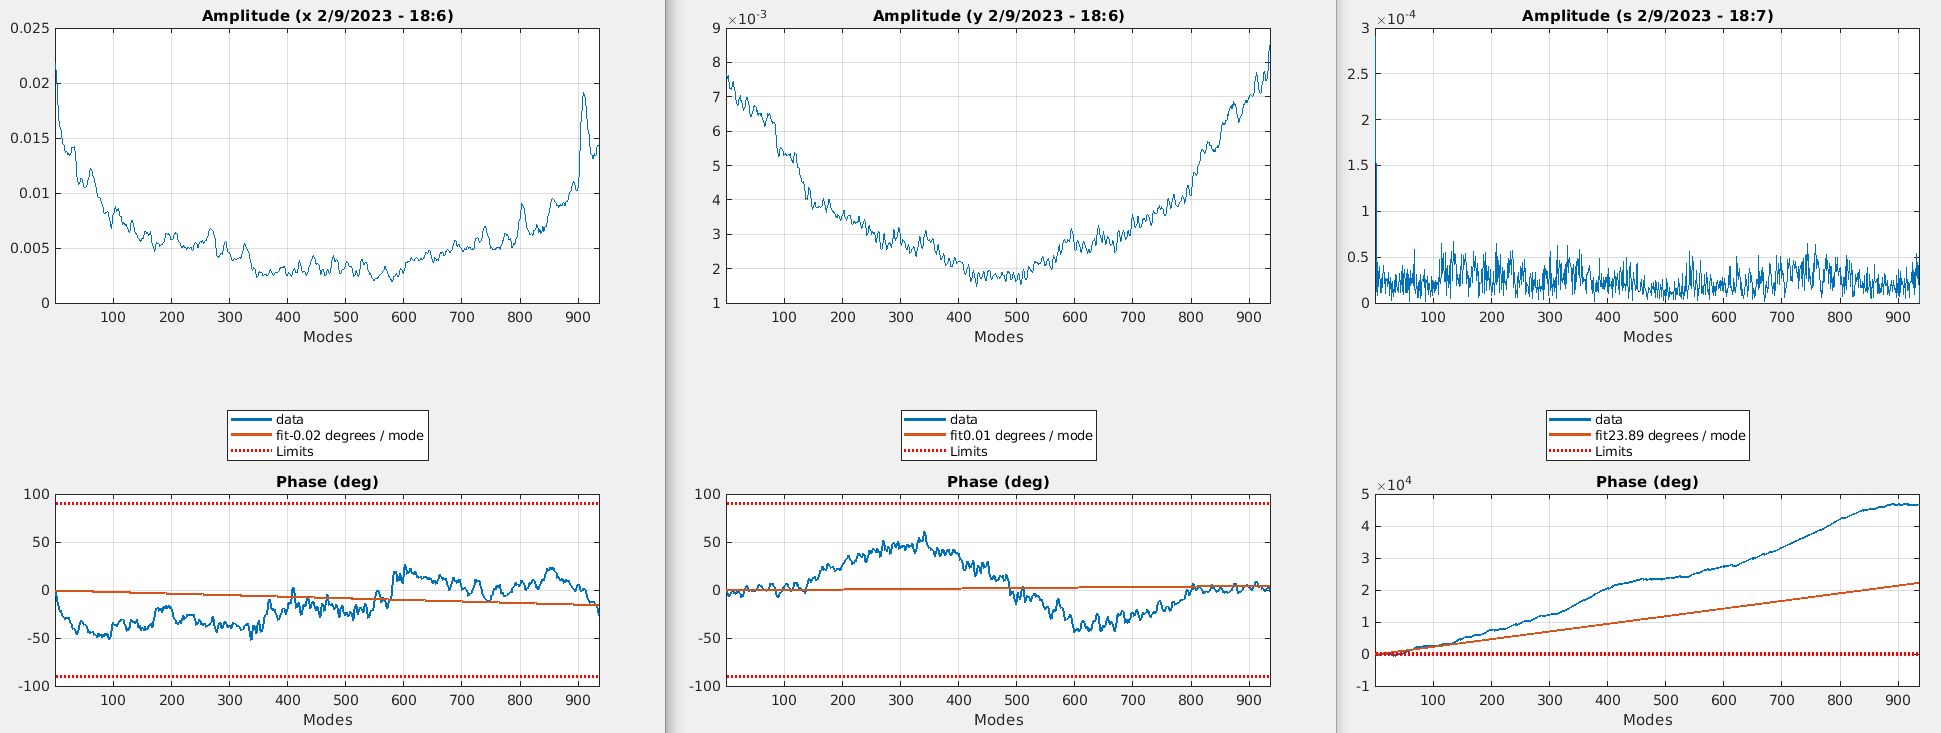 Amplitude (x 2/9/2023 - 18:6)
0.025
0.02
0.015
0.01
0.005
0
100 200 300 400 500 600 700 800 900
Modes
data
fit-0.02 degrees / mode
Limits
Phase (deg)
100
50
0
-50
-100
100 200 300 400 500 600 700 800 900
Modes
Amplitude (y 2/9/2023 - 18:6)
×10-3
9
8
7
6
5
4
3
2
1
100 200 300 400 500 600 700 800 900
Modes
data
fit0.01 degrees / mode
Limits
Phase (deg)
100
50
0
-50
-100
100 200 300 400 500 600 700 800 900
Modes
Amplitude (s 2/9/2023 - 18:7)
×10-4
3
2.5
2
1.5
1
0.5
0
100 200 300 400 500 600 700 800 900
Modes
data
fit23.89 degrees / mode
Limits
Phase (deg)
×104
5
4
3
2
1
0
-1
100 200 300 400 500 600 700 800 900
Modes